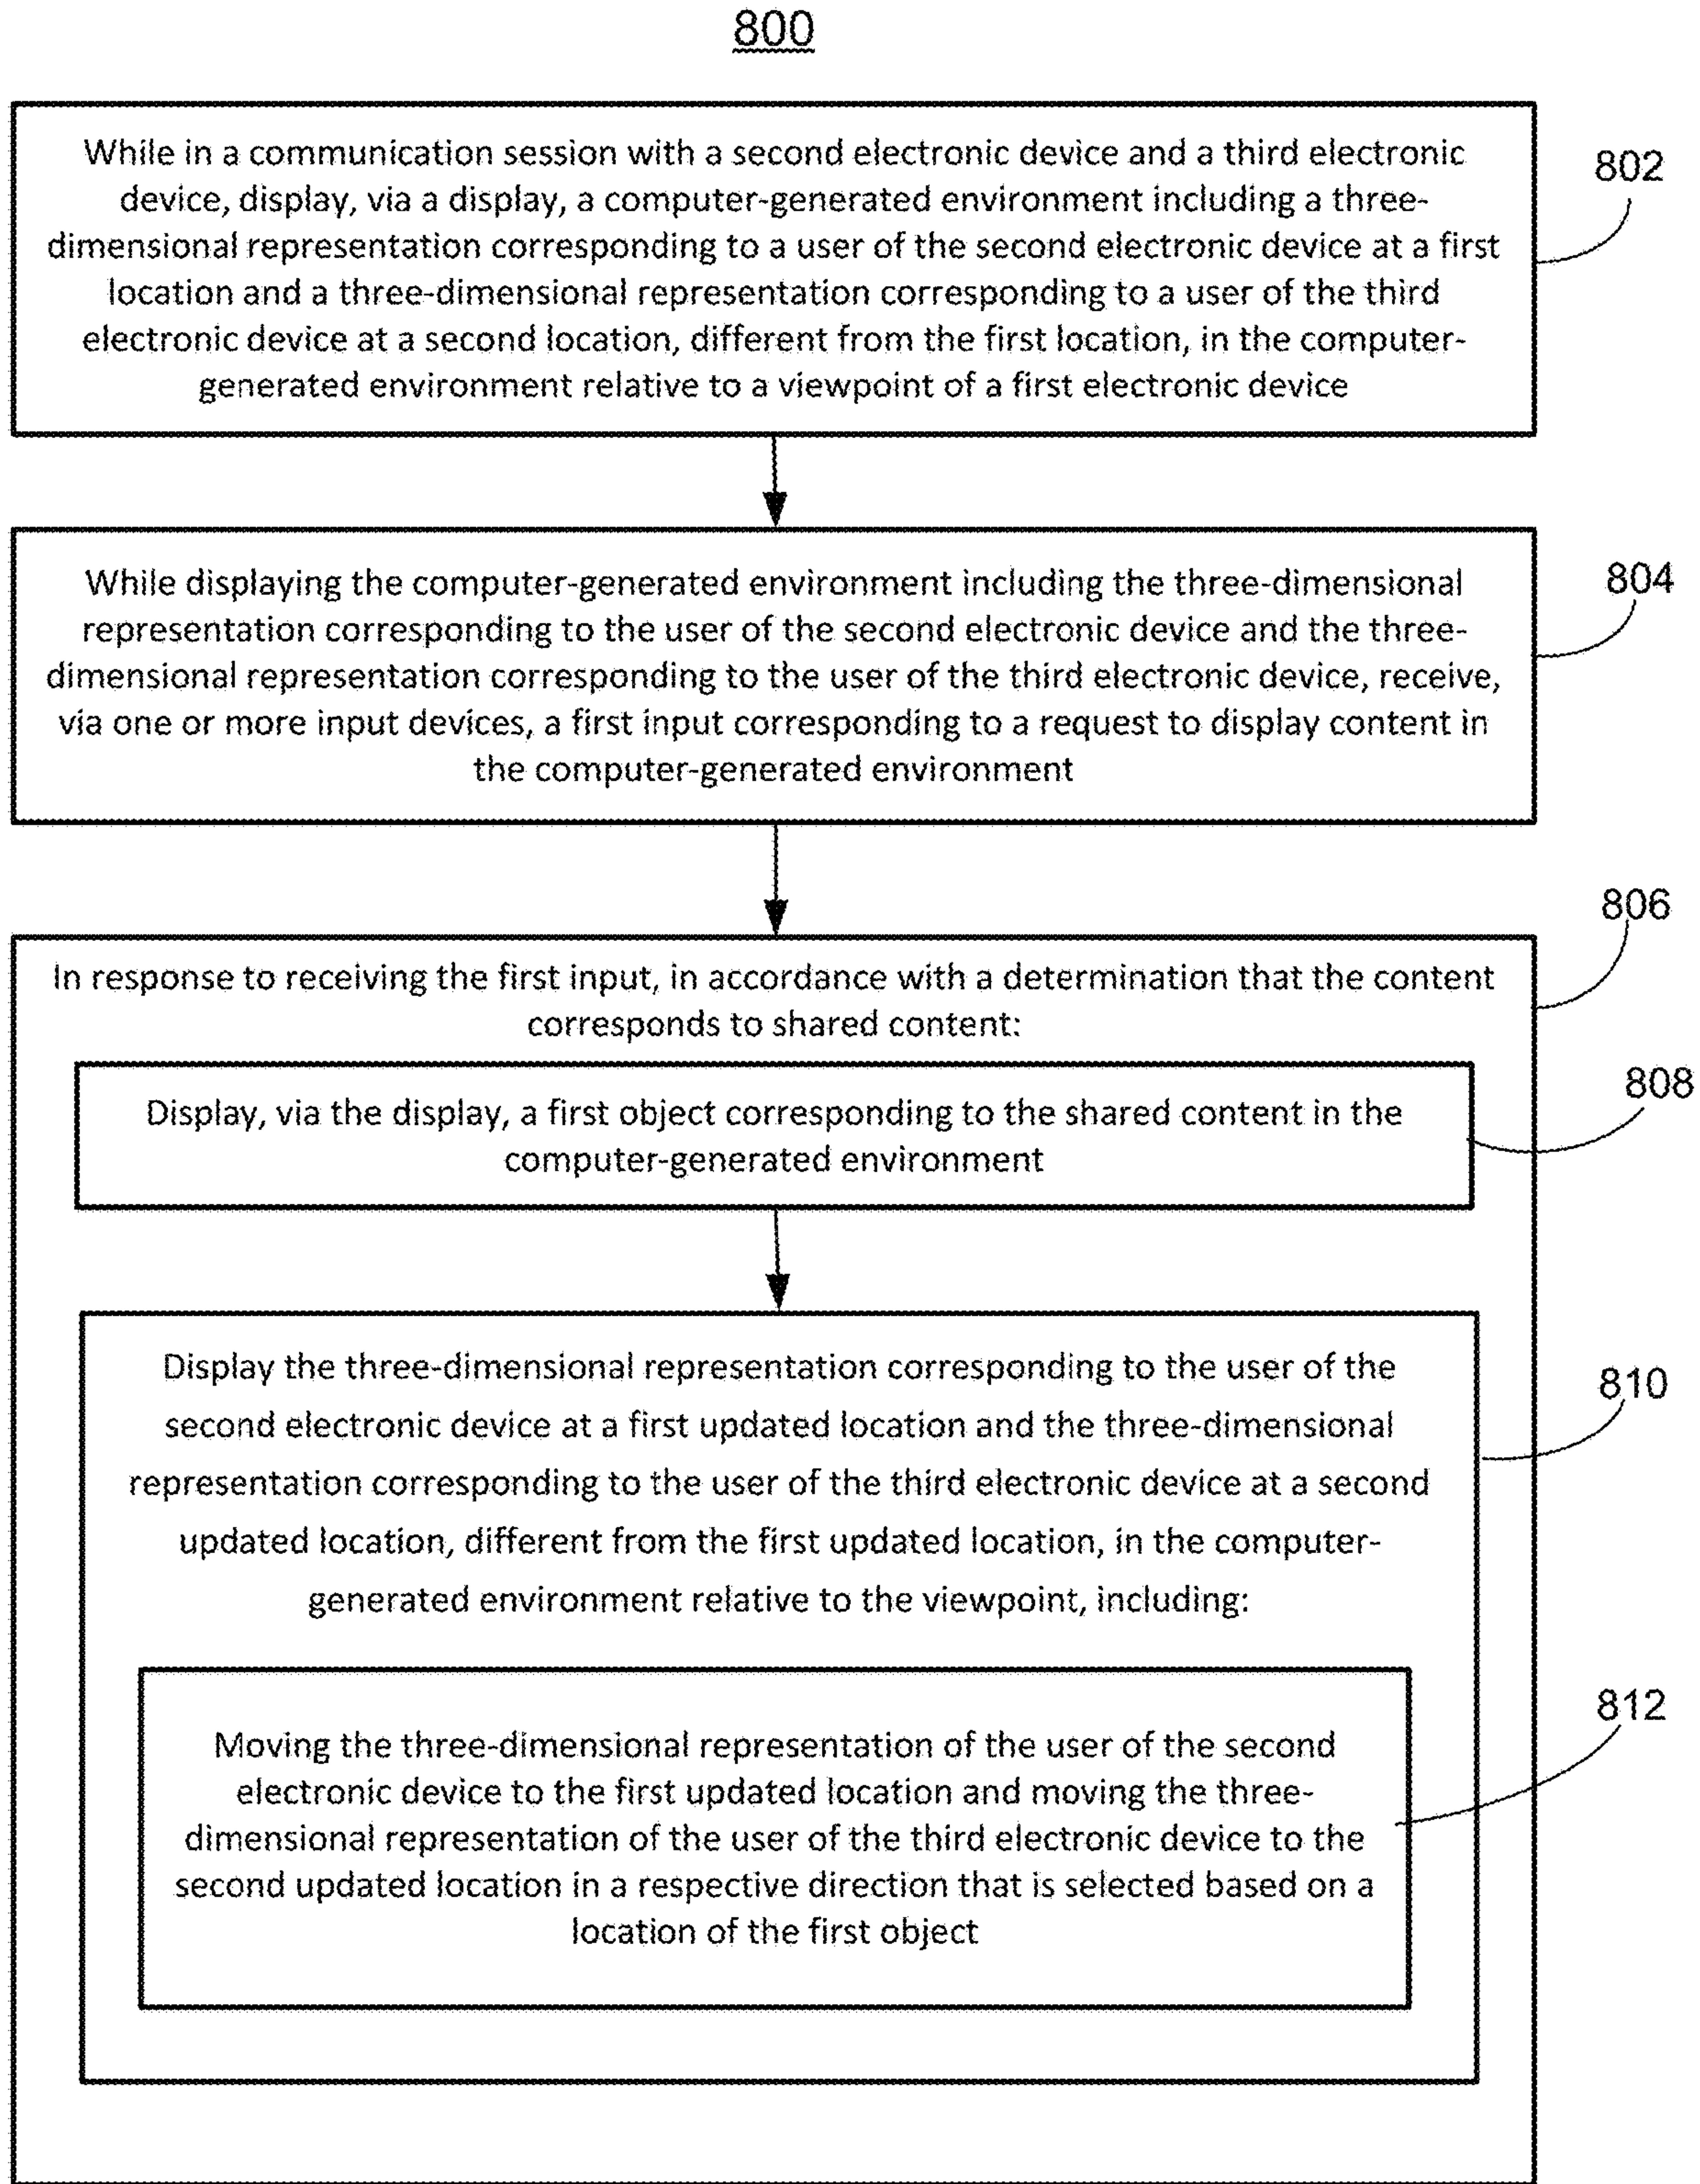 800
While in a communication session with a second electronic device and a third electronic
device, display, via a display, a computer-generated environment including a three-
dimensional representation corresponding to a user of the second electronic device at a first
location and a three-dimensional representation corresponding to a user of the third
electronic device at a second location, different from the first location, in the computer-
generated environment relative to a viewpoint of a first electronic device
802
While displaying the computer-generated environment including the three-dimensional
representation corresponding to the user of the second electronic device and the three-
dimensional representation corresponding to the user of the third electronic device, receive,
via one or more input devices, a first input corresponding to a request to display content in
the computer-generated environment
804
806
In response to receiving the first input, in accordance with a determination that the content
corresponds to shared content:
Display, via the display, a first object corresponding to the shared content in the
computer-generated environment
808
Display the three-dimensional representation corresponding to the user of the
second electronic device at a first updated location and the three-dimensional
representation corresponding to the user of the third electronic device at a second
updated location, different from the first updated location, in the computer-
generated environment relative to the viewpoint, including:
810
Moving the three-dimensional representation of the user of the second
electronic device to the first updated location and moving the three-
dimensional representation of the user of the third electronic device to the
second updated location in a respective direction that is selected based on a
location of the first object
812